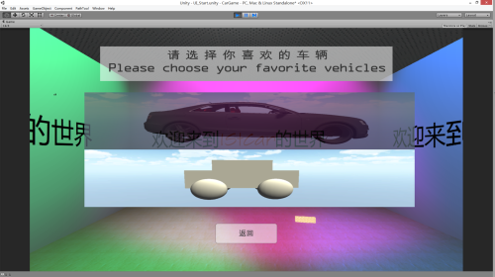 Unity - UI_Start.unity - CarGame - PC, Mac & Linux Standalone* <DX11>
File Edit Assets GameObject Component PathTool Window Help
请选择你喜欢的车辆
Please choose your favorite vehicles
的世界 欢迎来到 的世界 欢迎来到
返回